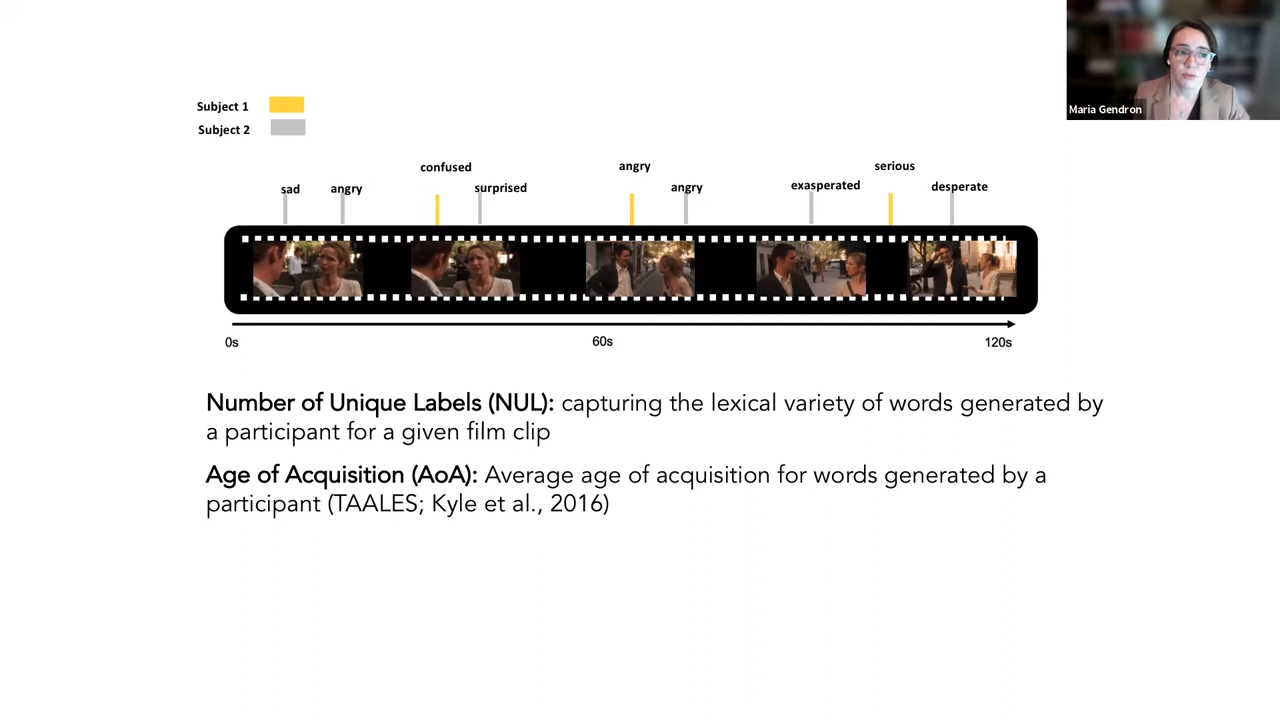 Maria Gendron
Subject 1
Subject 2
confused angry serious
sad angry surprised angry exasperated desperate
0s 60s 120s
Number of Unique Labels (NUL): capturing the lexical variety of words generated by
a participant for a given film clip
Age of Acquisition (AoA): Average age of acquisition for words generated by a
participant (TAALES; Kyle et al., 2016)